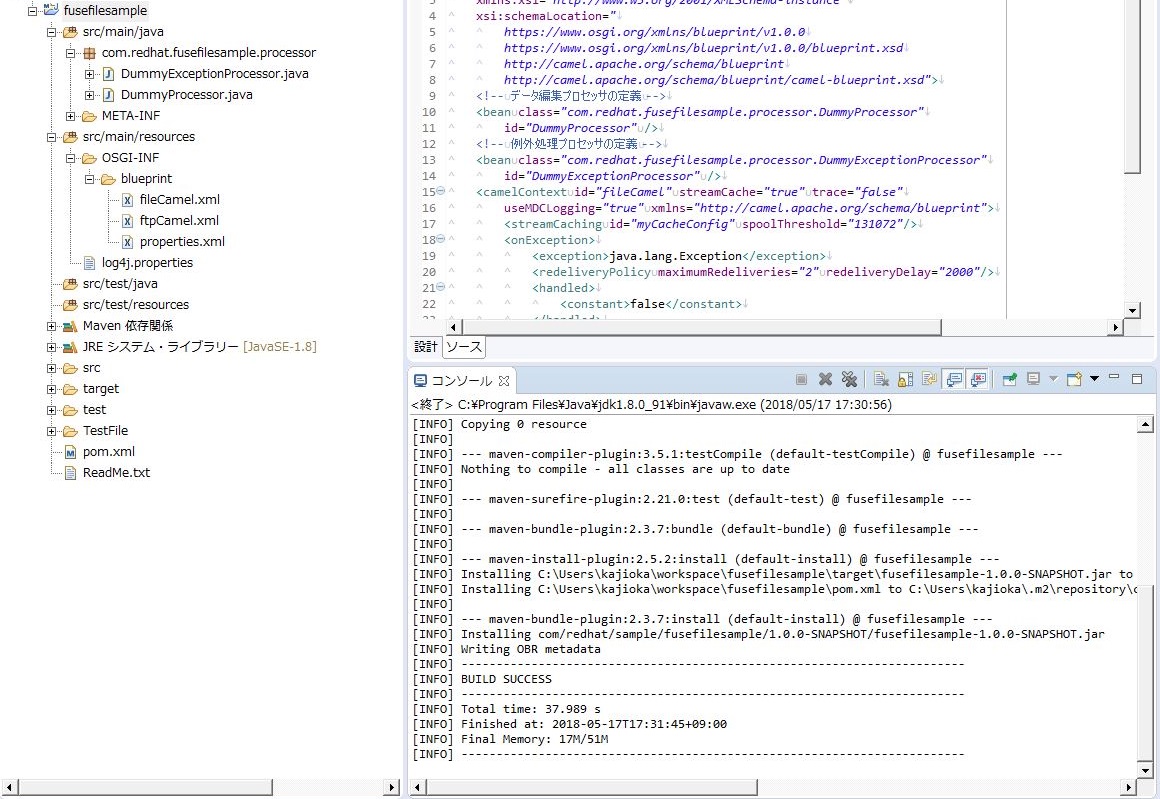 fusefilesample
src/main/java
com.redhat.fusefilesample.processor
DummyExceptionProcessor.java
DummyProcessor.java
META-INF
src/main/resources
OSGI-INF
blueprint
fileCamel.xml
ftpCamel.xml
properties.xml
log4j.properties
src/test/java
src/test/resources
Maven 依存関係
JRE システム・ライブラリー [JavaSE-1.8]
src
target
test
TestFile
pom.xml
ReadMe.txt
4 xsi:schemaLocation="
5 https://www.osgi.org/xmlns/blueprint/v1.0.0
6 https://www.osgi.org/xmlns/blueprint/v1.0.0/blueprint.xsd
7 http://camel.apache.org/schema/blueprint
8 http://camel.apache.org/schema/blueprint/camel-blueprint.xsd">
9 <!-- データ編集プロセッサの定義 -->
10 <bean class="com.redhat.fusefilesample.processor.DummyProcessor"
11 id="DummyProcessor" />
12 <!-- 例外処理プロセッサの定義 -->
13 <bean class="com.redhat.fusefilesample.processor.DummyExceptionProcessor"
14 id="DummyExceptionProcessor" />
15 <camelContext id="fileCamel" streamCache="true" trace="false"
16 useMDCLogging="true" xmlns="http://camel.apache.org/schema/blueprint">
17 <streamCaching id="myCacheConfig" spoolThreshold="131072"/>
18 <onException>
19 <exception>java.lang.Exception</exception>
20 <redeliveryPolicy maximumRedeliveries="2" redeliveryDelay="2000"/>
21 <handled>
22 <constant>false</constant>
設計 ソース
コンソール
<終了> C:¥Program Files¥Java¥jdk1.8.0_91¥bin¥javaw.exe (2018/05/17 17:30:56)
[INFO] Copying 0 resource
[INFO]
[INFO] --- maven-compiler-plugin:3.5.1:testCompile (default-testCompile) @ fusefilesample ---
[INFO] Nothing to compile - all classes are up to date
[INFO]
[INFO] --- maven-surefire-plugin:2.21.0:test (default-test) @ fusefilesample ---
[INFO]
[INFO] --- maven-bundle-plugin:2.3.7:bundle (default-bundle) @ fusefilesample ---
[INFO]
[INFO] --- maven-install-plugin:2.5.2:install (default-install) @ fusefilesample ---
[INFO] Installing C:\Users\kajioka\workspace\fusefilesample\target\fusefilesample-1.0.0-SNAPSHOT.jar to
[INFO] Installing C:\Users\kajioka\workspace\fusefilesample\pom.xml to C:\Users\kajioka\.m2\repository\c
[INFO]
[INFO] --- maven-bundle-plugin:2.3.7:install (default-install) @ fusefilesample ---
[INFO] Installing com/redhat/sample/fusefilesample/1.0.0-SNAPSHOT/fusefilesample-1.0.0-SNAPSHOT.jar
[INFO] Writing OBR metadata
[INFO] ------------------------------------------------------------------------
[INFO] BUILD SUCCESS
[INFO] ------------------------------------------------------------------------
[INFO] Total time: 37.989 s
[INFO] Finished at: 2018-05-17T17:31:45+09:00
[INFO] Final Memory: 17M/51M
[INFO] ------------------------------------------------------------------------